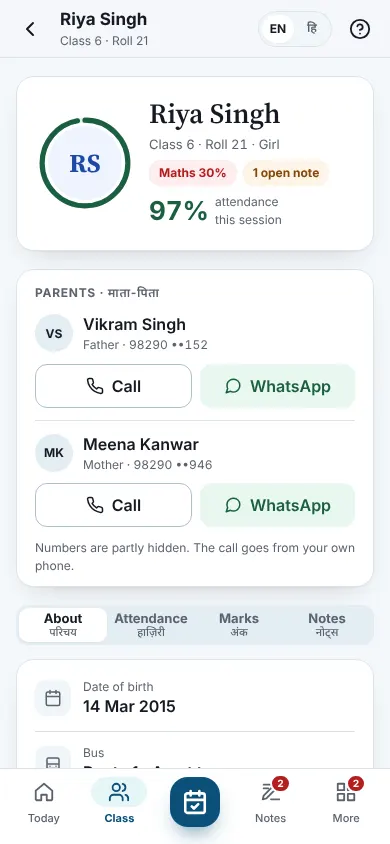 Riya Singh
Class 6 · Roll 21
EN
हि
RS
Riya Singh
Class 6 · Roll 21 · Girl
Maths 30%
1 open note
97% attendance this session
PARENTS · माता-पिता
VS
Vikram Singh
Father · 98290 ••152
Call
WhatsApp
MK
Meena Kanwar
Mother · 98290 ••946
Call
WhatsApp
Numbers are partly hidden. The call goes from your own
phone.
About
परिचय
Attendance
हाज़िरी
Marks
अंक
Notes
नोट्स
Date of birth
14 Mar 2015
Bus
Today
Class
2
Notes
2
More